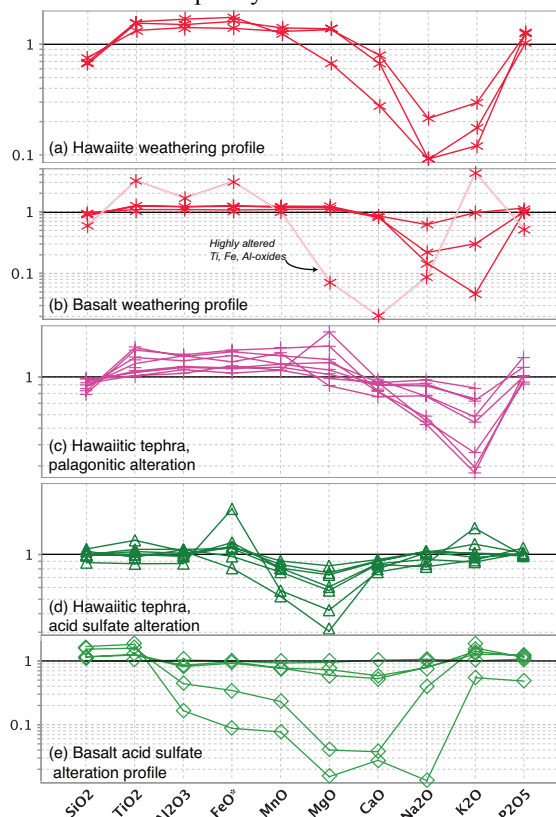 1
0.1
(a) Hawaiite weathering profile
1
Highly altered
Ti, Fe, Al-oxides
0.1
(b) Basalt weathering profile
1
(c) Hawaiitic tephra,
palagonitic alteration
1
(d) Hawaiitic tephra,
acid sulfate alteration
1
0.1
(e) Basalt acid sulfate
alteration profile
SiO2 TiO2 Al2O3 FeO* MnO MgO CaO Na2O K2O P2O5